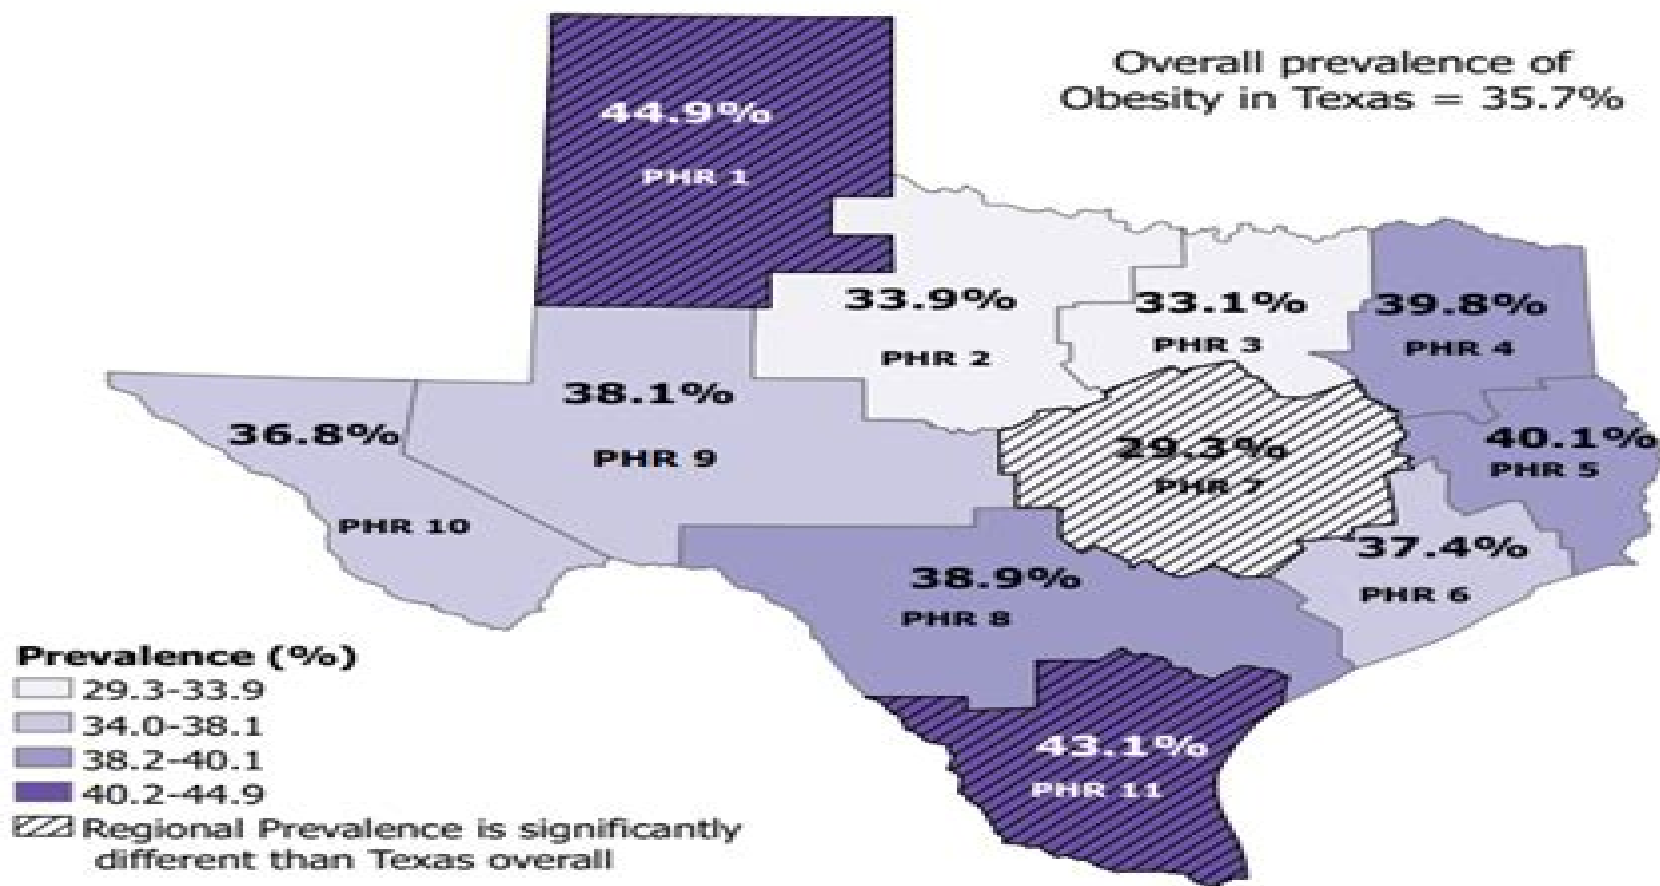 Overall prevalence of
Obesity in Texas = 35.7%
44.9%
PHR 1
33.9%
PHR 2
33.1%
PHR 3
39.8%
PHR 4
38.1%
PHR 9
36.8%
PHR 10
29.3%
PHR 7
40.1%
PHR 5
37.4%
PHR 6
38.9%
PHR 8
43.1%
PHR 11
Prevalence (%)
29.3-33.9
34.0-38.1
38.2-40.1
40.2-44.9
Regional Prevalence is significantly
different than Texas overall